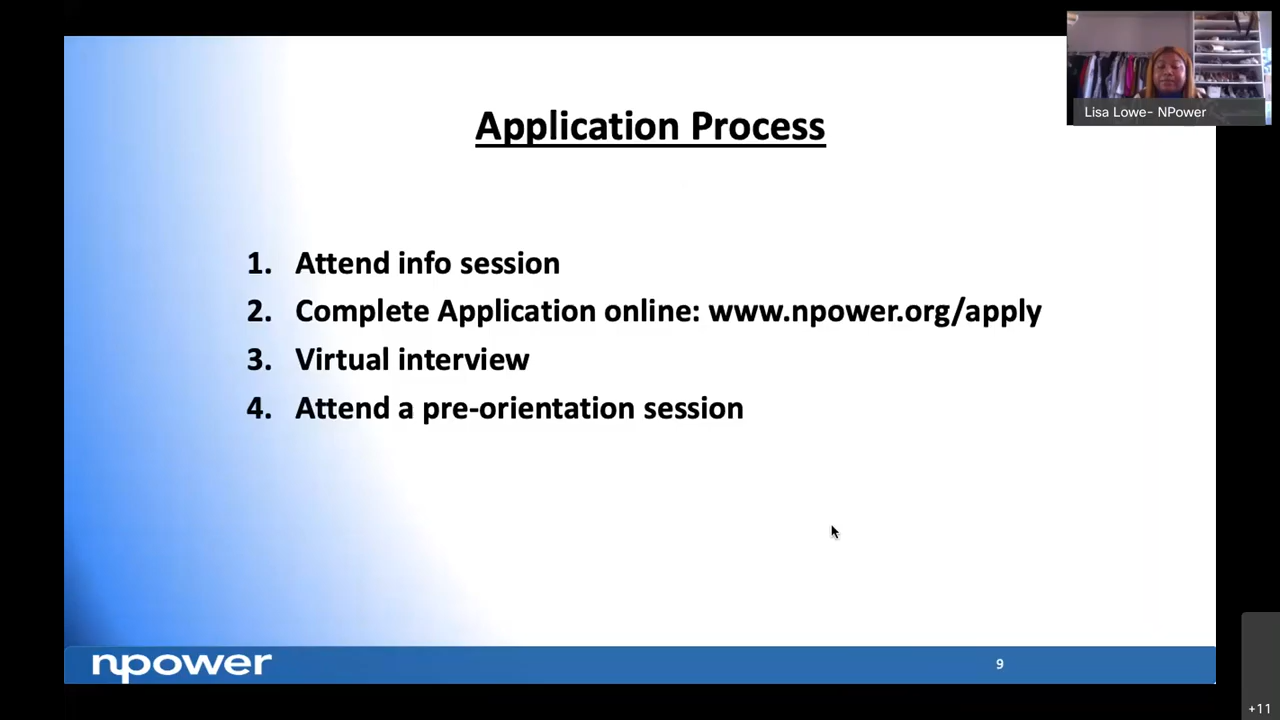 Application Process
1. Attend info session
2. Complete Application online: www.npower.org/apply
3. Virtual interview
4. Attend a pre-orientation session
npower
9
Lisa Lowe- NPower
+11